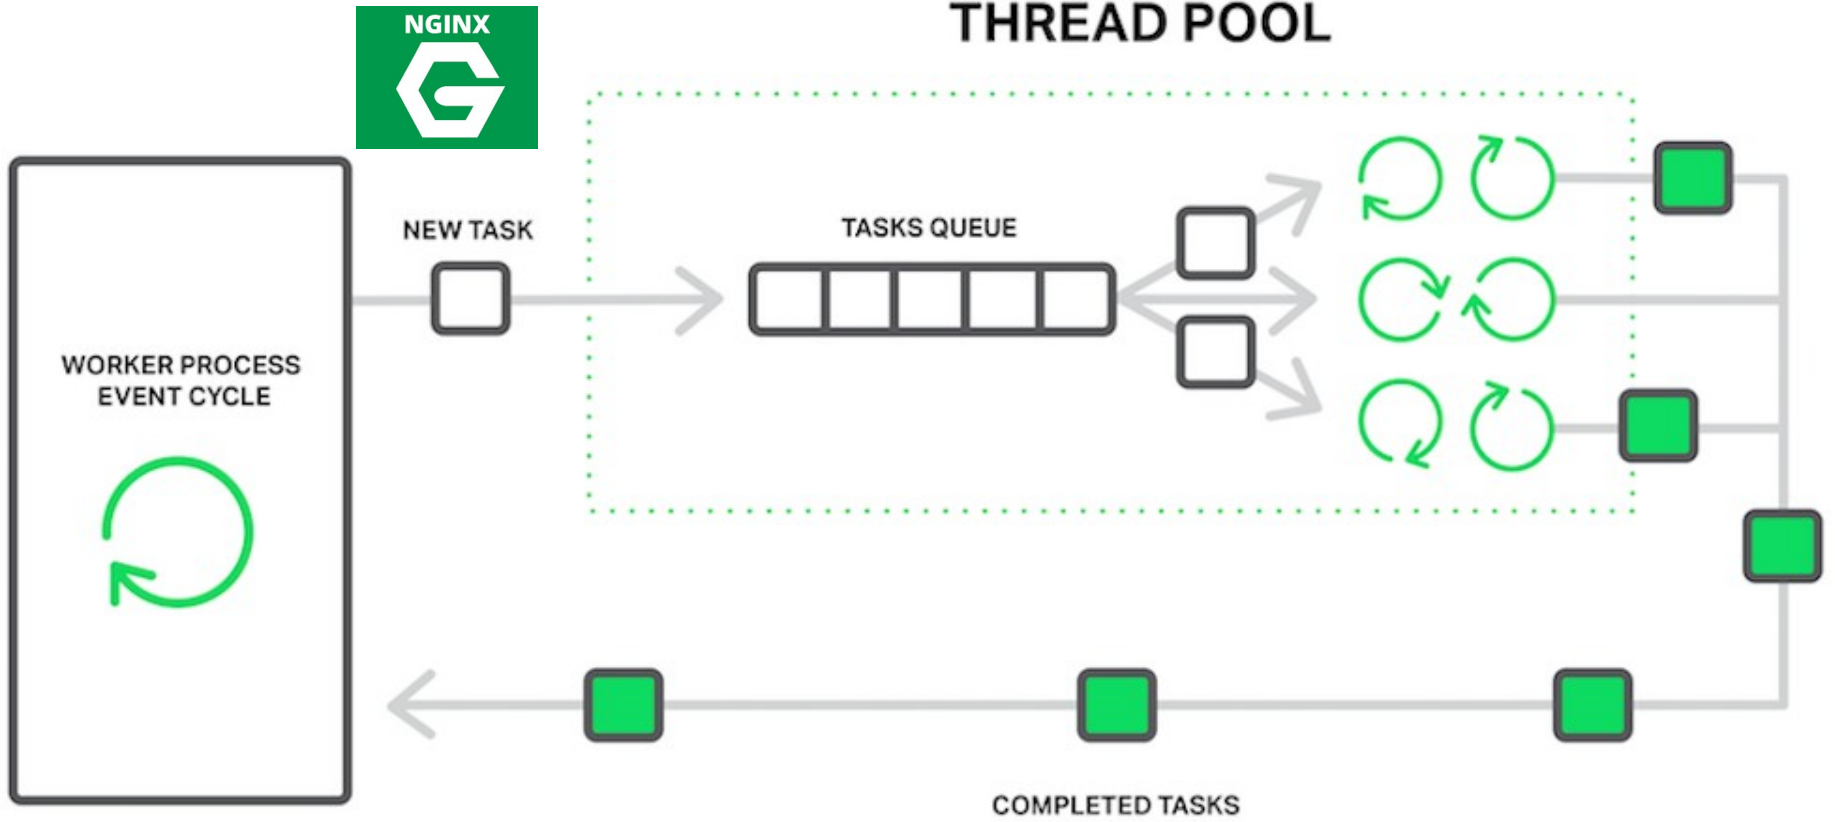 NGINX
THREAD POOL
NEW TASK
TASKS QUEUE
WORKER PROCESS
EVENT CYCLE
COMPLETED TASKS